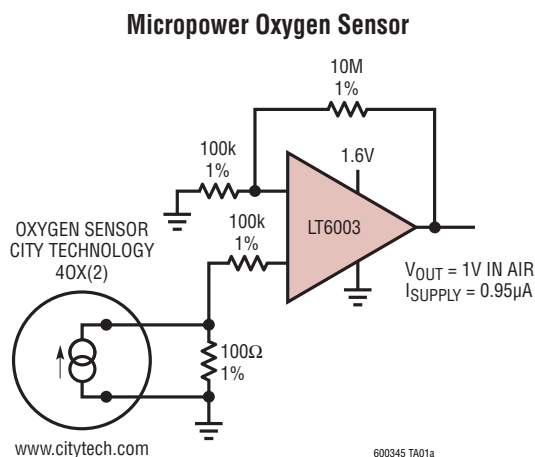 Micropower Oxygen Sensor
10M
1%
100k
1%
1.6V
100k
1%
LT6003
OXYGEN SENSOR
CITY TECHNOLOGY
40X(2)
VOUT = 1V IN AIR
ISUPPLY = 0.95µA
100Ω
1%
www.citytech.com
600345 TA01a